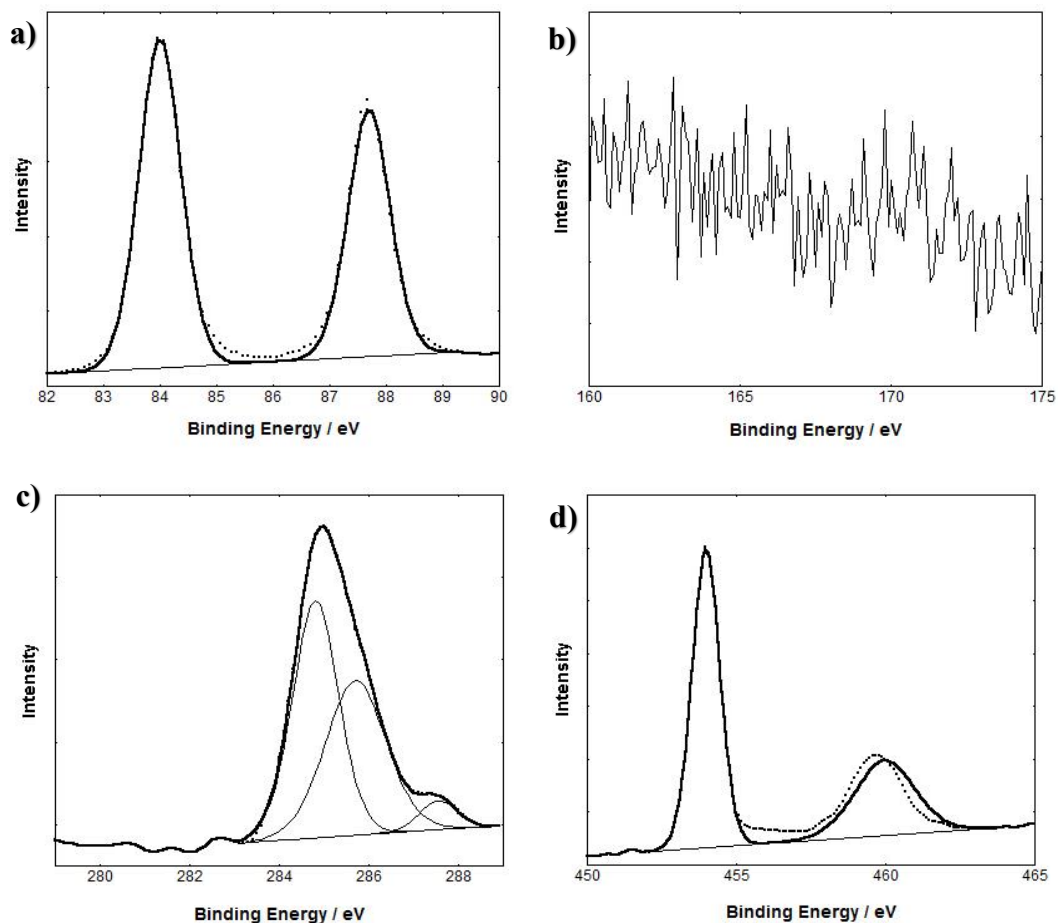 a)
Intensity
82 83 84 85 86 87 88 89 90
Binding Energy / eV
b)
Intensity
160 165 170 175
Binding Energy / eV
c)
Intensity
280 282 284 286 288
Binding Energy / eV
d)
Intensity
450 455 460 465
Binding Energy / eV